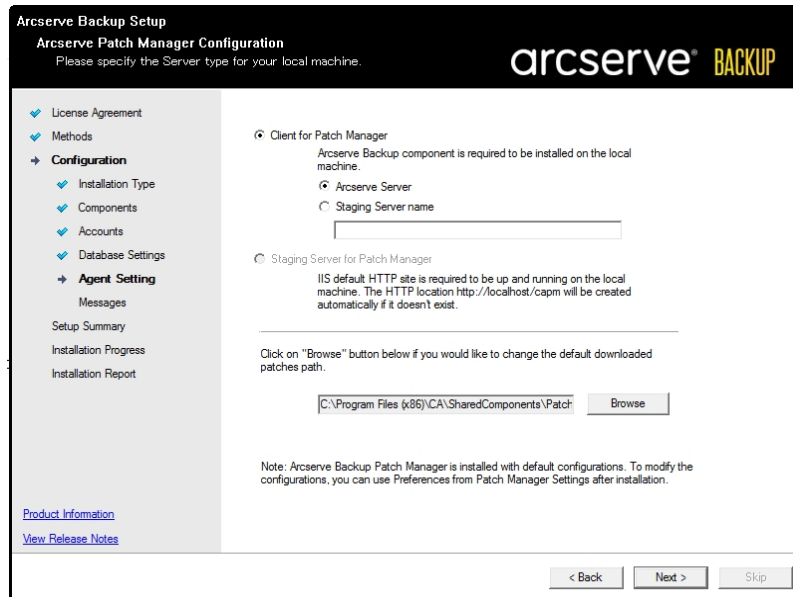 Arcserve Backup Setup
Arcserve Patch Manager Configuration
Please specify the Server type for your local machine.
arcserve® BACKUP
License Agreement
Methods
Configuration
Installation Type
Components
Accounts
Database Settings
Agent Setting
Messages
Setup Summary
Installation Progress
Installation Report
Product Information
View Release Notes
Client for Patch Manager
Arcserve Backup component is required to be installed on the local
machine.
Arcserve Server
Staging Server name
Staging Server for Patch Manager
IIS default HTTP site is required to be up and running on the local
machine. The HTTP location http://localhost/capm will be created
automatically if it doesn't exist.
Click on "Browse" button below if you would like to change the default downloaded
patches path.
C:\Program Files (x86)\CA\SharedComponents\Patch
Browse
Note: Arcserve Backup Patch Manager is installed with default configurations. To modify the
configurations, you can use Preferences from Patch Manager Settings after installation.
< Back
Next >
Skip